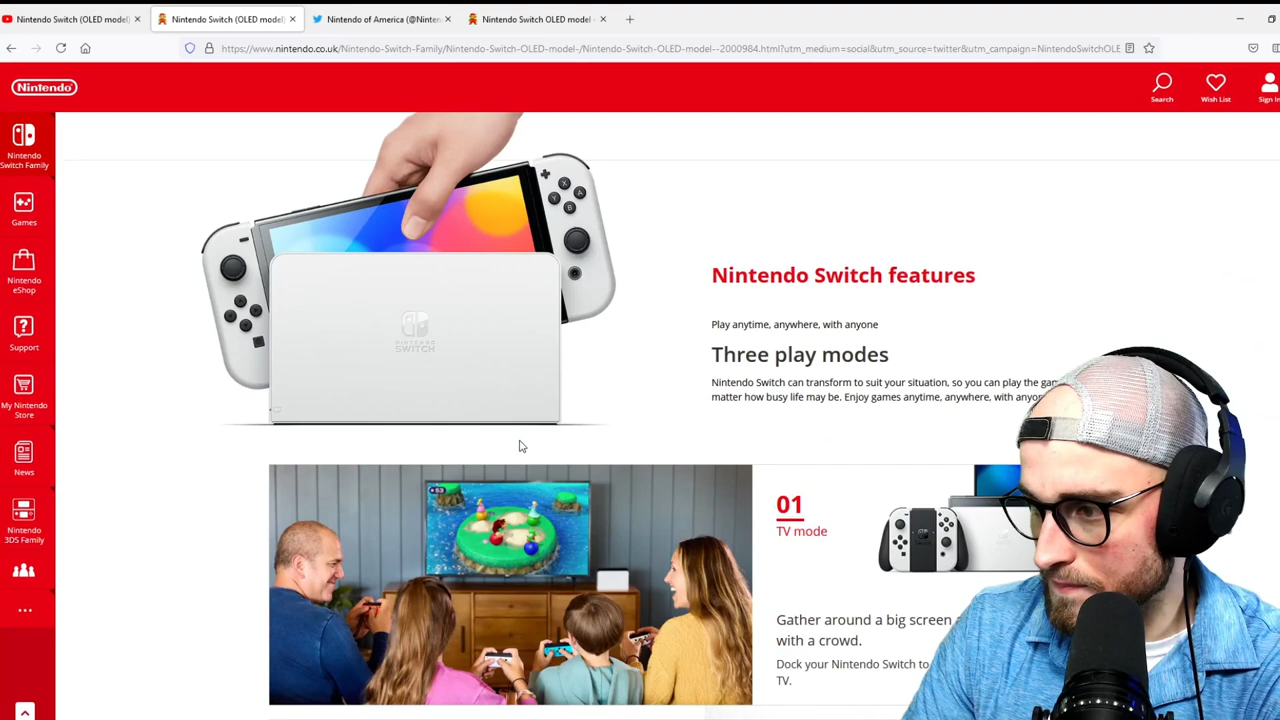 Nintendo Switch (OLED model)
Nintendo Switch (OLED model)
Nintendo of America (@Ninten
Nintendo Switch OLED model -
https://www.nintendo.co.uk/Nintendo-Switch-Family/Nintendo-Switch-OLED-model-/Nintendo-Switch-OLED-model--2000984.html?utm_medium=social&utm_source=twitter&utm_campaign=NintendoSwitchOLE
Nintendo
Search
Wish List
Sign In
Nintendo
Switch Family
Games
Nintendo
eShop
Support
My Nintendo
Store
News
Nintendo
3DS Family
X
Y
A
B
NINTENDO
SWITCH
Nintendo Switch features
Play anytime, anywhere, with anyone
Three play modes
Nintendo Switch can transform to suit your situation, so you can play the
matter how busy life may be. Enjoy games anytime, anywhere, with
53
01
TV mode
Gather around a big screen
with a crowd.
Dock your Nintendo Switch to
TV.